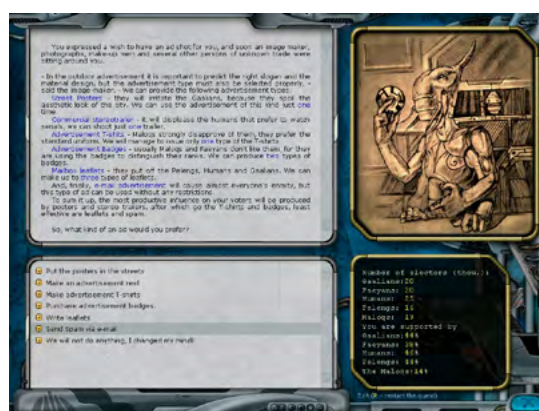 You expressed a wish to have an ad shot for you, and soon an image maker,
photographs, make-up men and several other persons of unknown trade were
sitting around you.
- In the outdoor advertisement it is important to predict the right slogan and the
material design, but the advertisement type must also be selected properly, -
said the image-maker. - We can provide the following advertisement types:
Street Posters - they will irritate the Gaalians, because they spoil the
aesthetic look of the city. We can use the advertisement of this kind just one
time.
Commercial stereotrailer - it will displease the humans that prefer to watch
serials, we can shoot just one trailer.
Advertisement T-shirts - Maloqs strongly disapprove of them, they prefer the
standard uniform. We will manage to issue only one type of the T-shirts.
Advertisement Badges - usually Maloqs and Faeyans don't like them, for they
are using the badges to distinguish their ranks. We can produce two types of
badges.
Mailbox leaflets - they put off the Pelengs, Humans and Gaalians. We can
make up to three types of leaflets.
And, finally, e-mail advertisement will cause almost everyone's enmity, but
this type of ad can be used without any restrictions.
To sum it up, the most productive influence on your voters will be produced
by posters and stereo trailers, after which go the T-shirts and badges, least
effective are leaflets and spam.
So, what kind of an ad would you prefer?
Put the posters in the streets
Make an advertisement reel
Make advertisement T-shirts
Purchase advertisement badges
Write leaflets
Send spam via e-mail
We will not do anything, I changed my mind!
Number of electors (thou.):
Gaalians:20
Faeyans: 20
Humans: 25
Pelengs: 16
Maloqs: 19
You are supported by
Gaalians:
Faeyans:
Humans:
Pelengs:
The Maloqs: